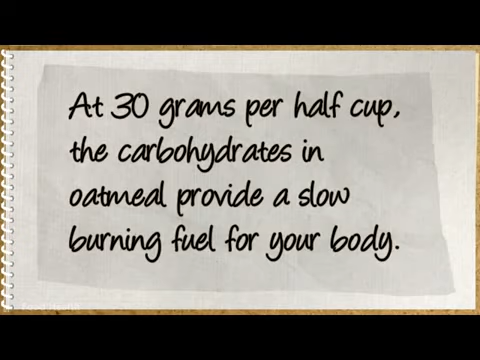 At 30 grams per half cup,
the carbohydrates in
oatmeal provide a slow
burning fuel for your body.